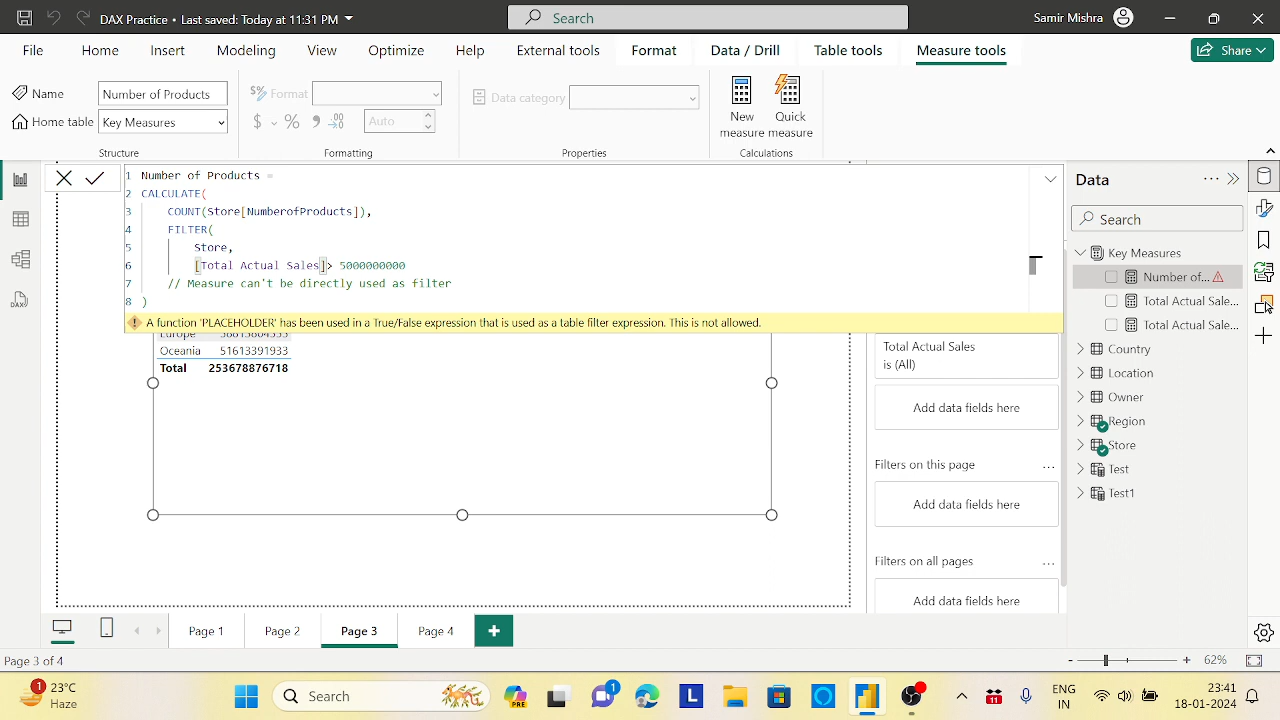 DAX Practice • Last saved: Today at 11:31 PM
Search
Samir Mishra
File
Home
Insert
Modeling
View
Optimize
Help
External tools
Format
Data / Drill
Table tools
Measure tools
Share
Name
Number of Products
Home table
Key Measures
Structure
Format
$ % 9 .00
Auto
Formatting
Data category
Properties
New
measure
Quick
measure
Calculations
1 Number of Products =
2 CALCULATE(
3 COUNT(Store[NumberofProducts]),
4 FILTER(
5 Store,
6 [Total Actual Sales]> 5000000000
7 // Measure can't be directly used as filter
8 )
A function 'PLACEHOLDER' has been used in a True/False expression that is used as a table filter expression. This is not allowed.
Oceania 51613391933
Total 253678876718
Total Actual Sales
is (All)
Add data fields here
Filters on this page ...
Add data fields here
Filters on all pages ...
Add data fields here
Data
Search
Key Measures
Number of...
Total Actual Sale...
Total Actual Sale...
Country
Location
Owner
Region
Store
Test
Test1
Page 1
Page 2
Page 3
Page 4
+
Page 3 of 4
- + 62%
1
23°C
Haze
Search
PRE
1
L
11
ENG
IN
23:41
18-01-2024